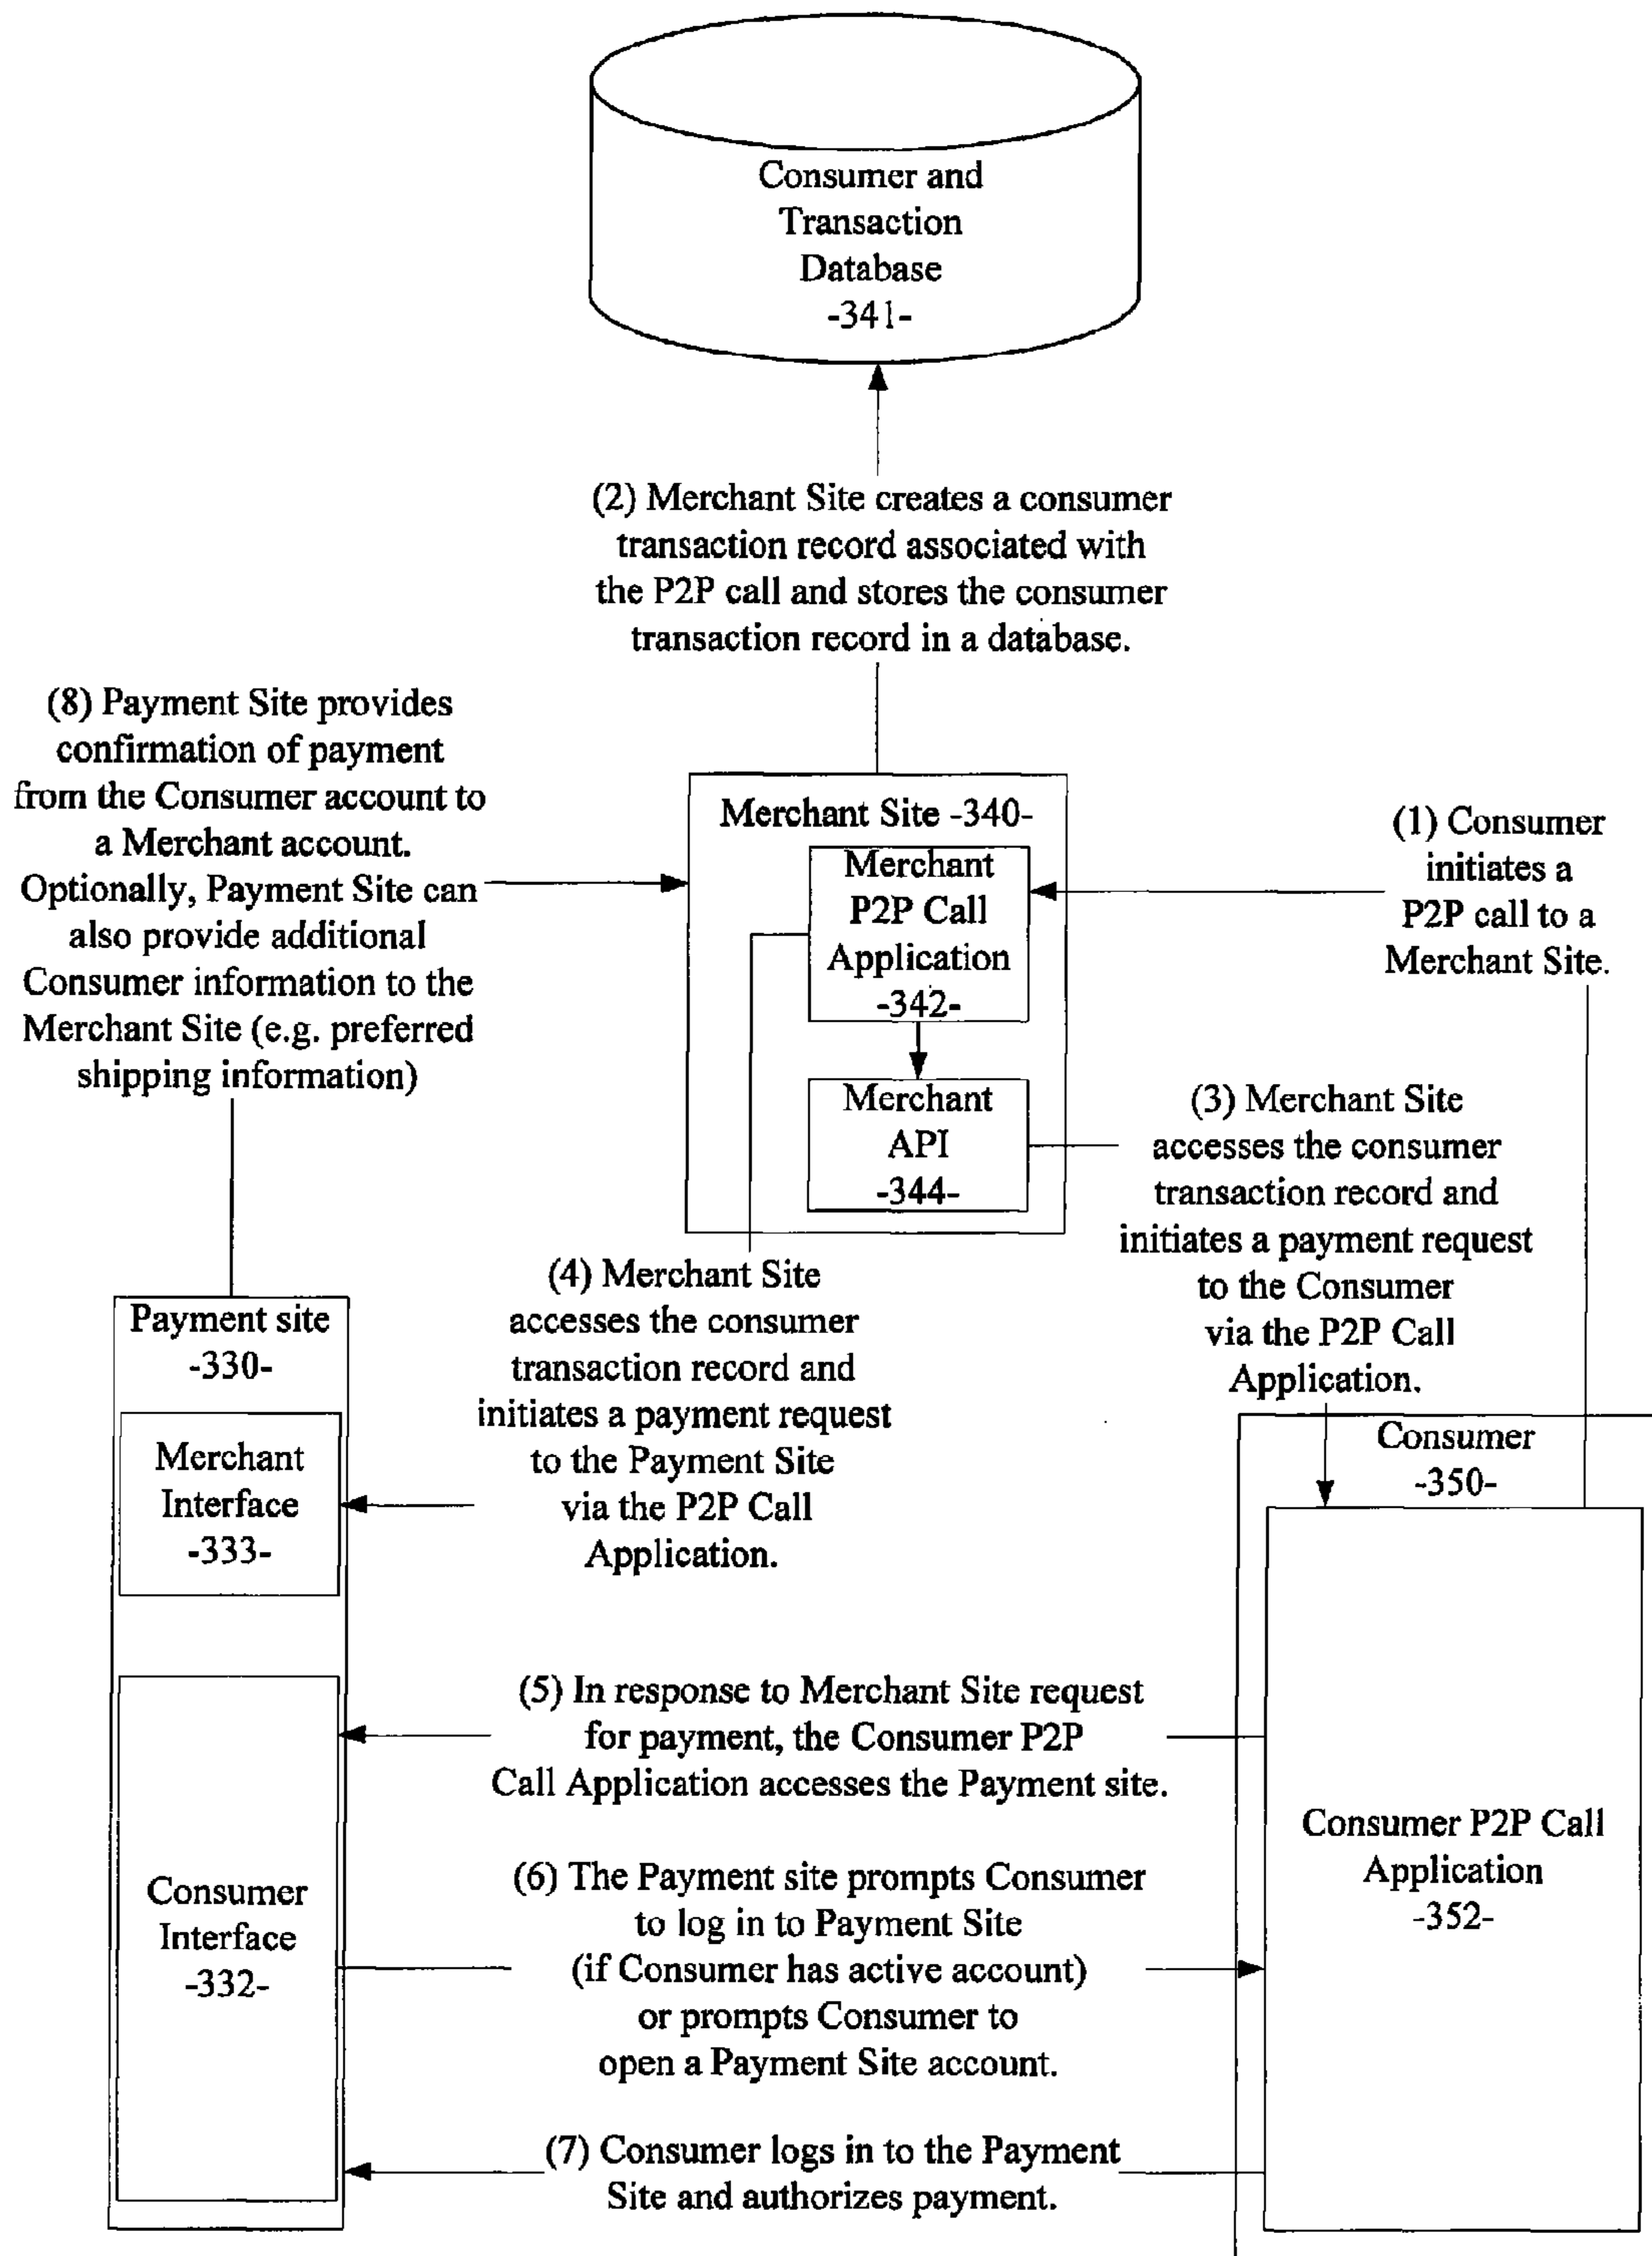 Consumer and
Transaction
Database
-341-
(2) Merchant Site creates a consumer
transaction record associated with
the P2P call and stores the consumer
transaction record in a database.
(8) Payment Site provides
confirmation of payment
from the Consumer account to
a Merchant account.
Optionally, Payment Site can
also provide additional
Consumer information to the
Merchant Site (e.g. preferred
shipping information)
Merchant Site -340-
Merchant
P2P Call
Application
-342-
Merchant
API
-344-
(1) Consumer
initiates a
P2P call to a
Merchant Site.
(3) Merchant Site
accesses the consumer
transaction record and
initiates a payment request
to the Consumer
via the P2P Call
Application.
(4) Merchant Site
accesses the consumer
transaction record and
initiates a payment request
to the Payment Site
via the P2P Call
Application.
Payment site
-330-
Merchant
Interface
-333-
Consumer
Interface
-332-
Consumer
-350-
Consumer P2P Call
Application
-352-
(5) In response to Merchant Site request
for payment, the Consumer P2P
Call Application accesses the Payment site.
(6) The Payment site prompts Consumer
to log in to Payment Site
(if Consumer has active account)
or prompts Consumer to
open a Payment Site account.
(7) Consumer logs in to the Payment
Site and authorizes payment.